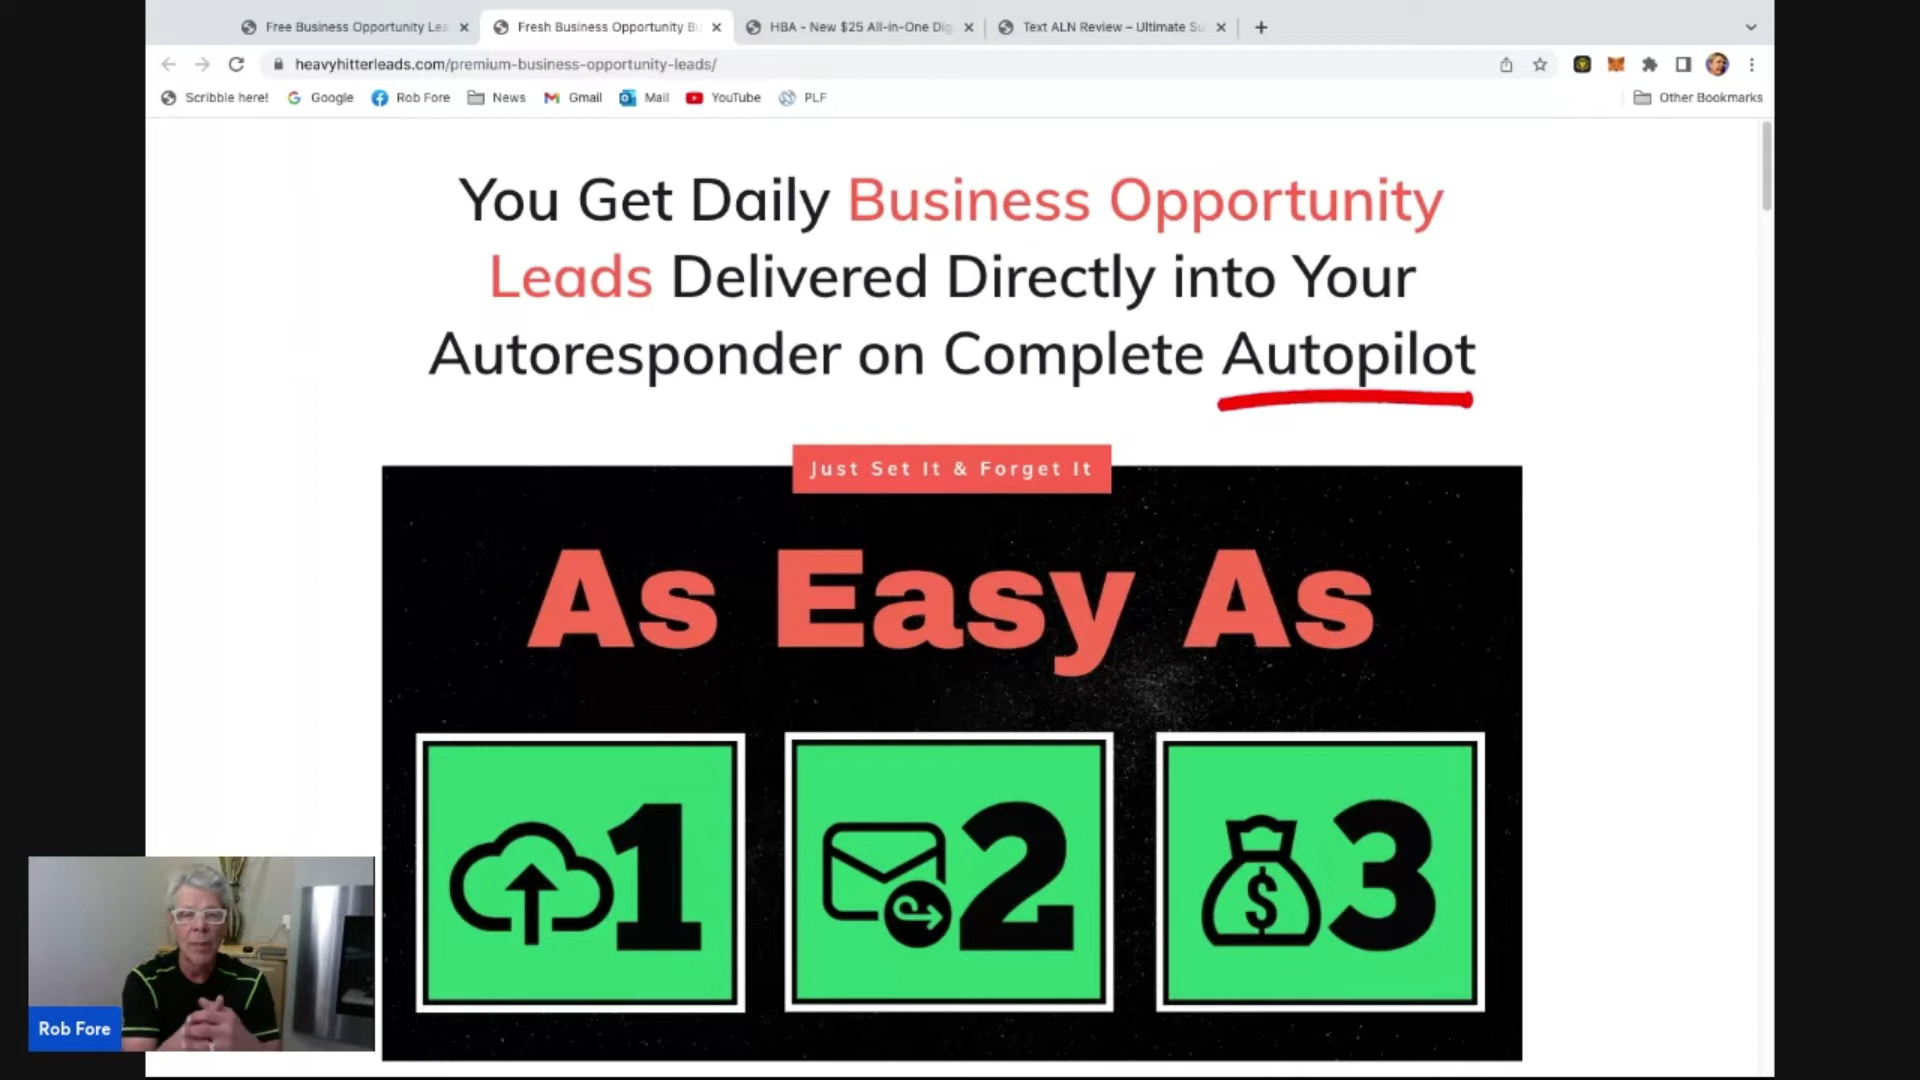 Free Business Opportunity Lea
Fresh Business Opportunity Bu
HBA - New $25 All-in-One Dig
Text ALN Review – Ultimate Su
heavyhitterleads.com/premium-business-opportunity-leads/
Scribble here!
Google
Rob Fore
News
Gmail
Mail
YouTube
PLF
Other Bookmarks
You Get Daily Business Opportunity
Leads Delivered Directly into Your
Autoresponder on Complete Autopilot
Just Set It & Forget It
As Easy As
1
2
$
3
Rob Fore